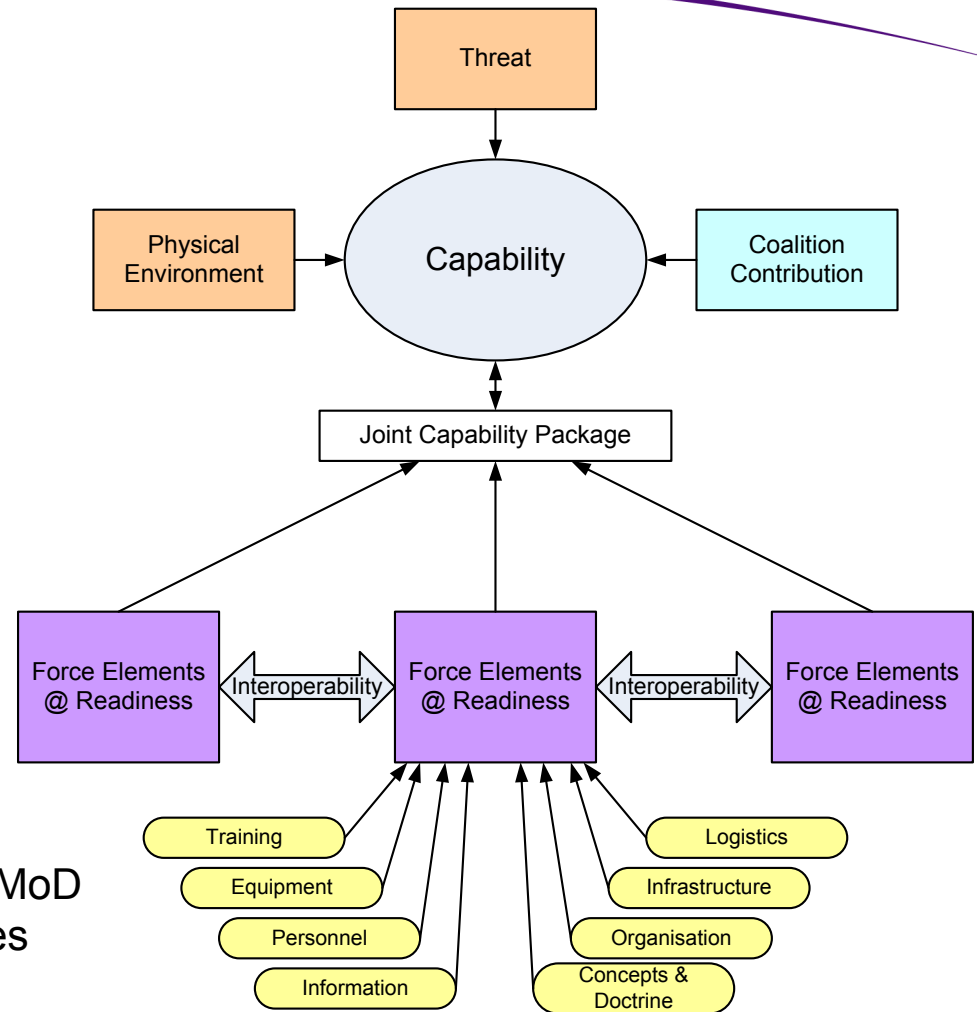 Threat
Physical
Environment
Capability
Coalition
Contribution
Joint Capability Package
Force Elements
@ Readiness
Interoperability
Force Elements
@ Readiness
Interoperability
Force Elements
@ Readiness
Training
Equipment
Personnel
Information
Logistics
Infrastructure
Organisation
Concepts &
Doctrine
MoD